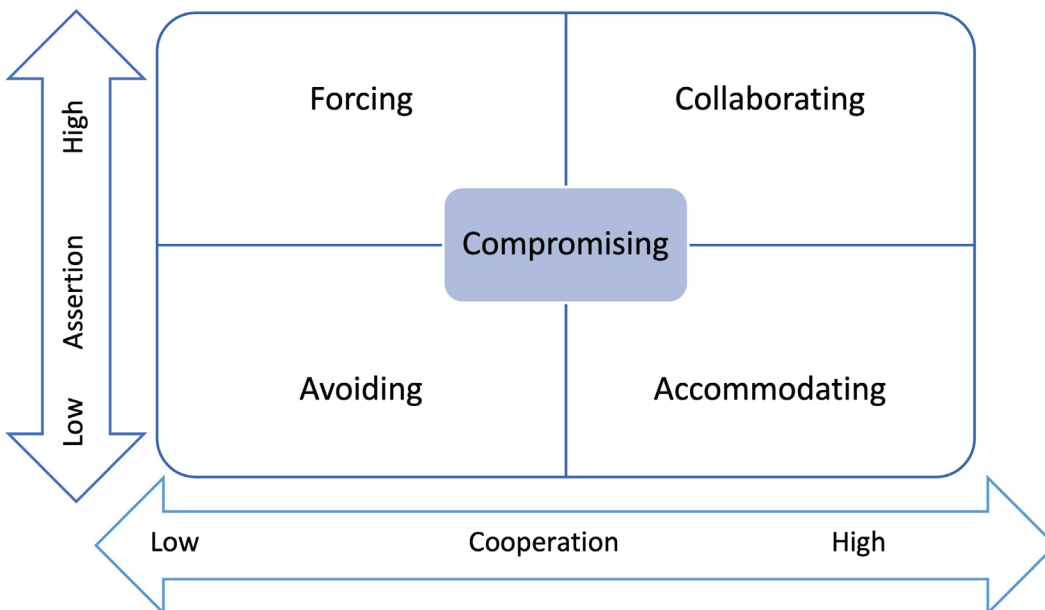 High
Assertion
Low
Forcing
Collaborating
Compromising
Avoiding
Accommodating
Low
Cooperation
High